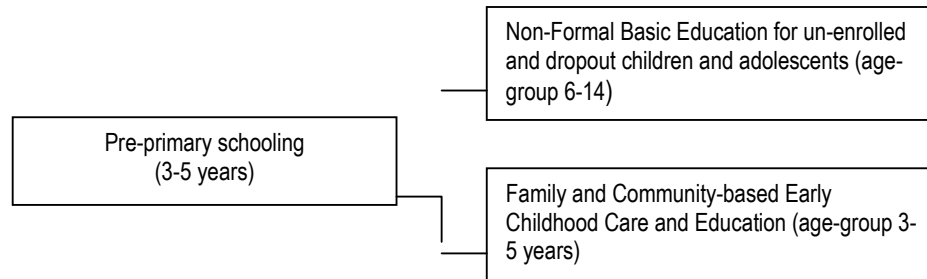 Non-Formal Basic Education for un-enrolled
and dropout children and adolescents (age-
group 6-14)
Pre-primary schooling
(3-5 years)
Family and Community-based Early
Childhood Care and Education (age-group 3-
5 years)